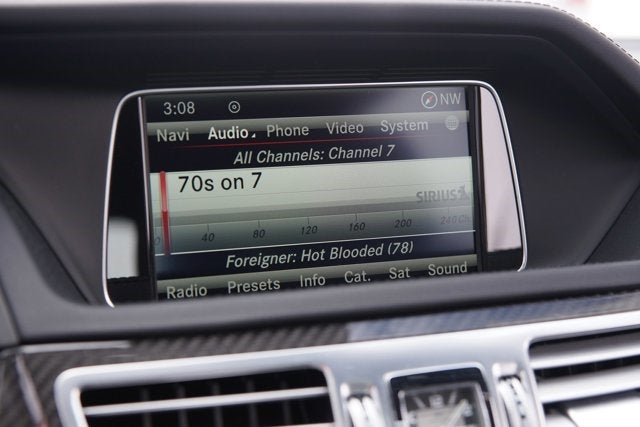 3:08 NW
Navi Audio Phone Video System
All Channels: Channel 7
70s on 7
SIRIUS
0 40 80 120 160 200 240 Ch
Foreigner: Hot Blooded (78)
Radio Presets Info Cat. Sat Sound